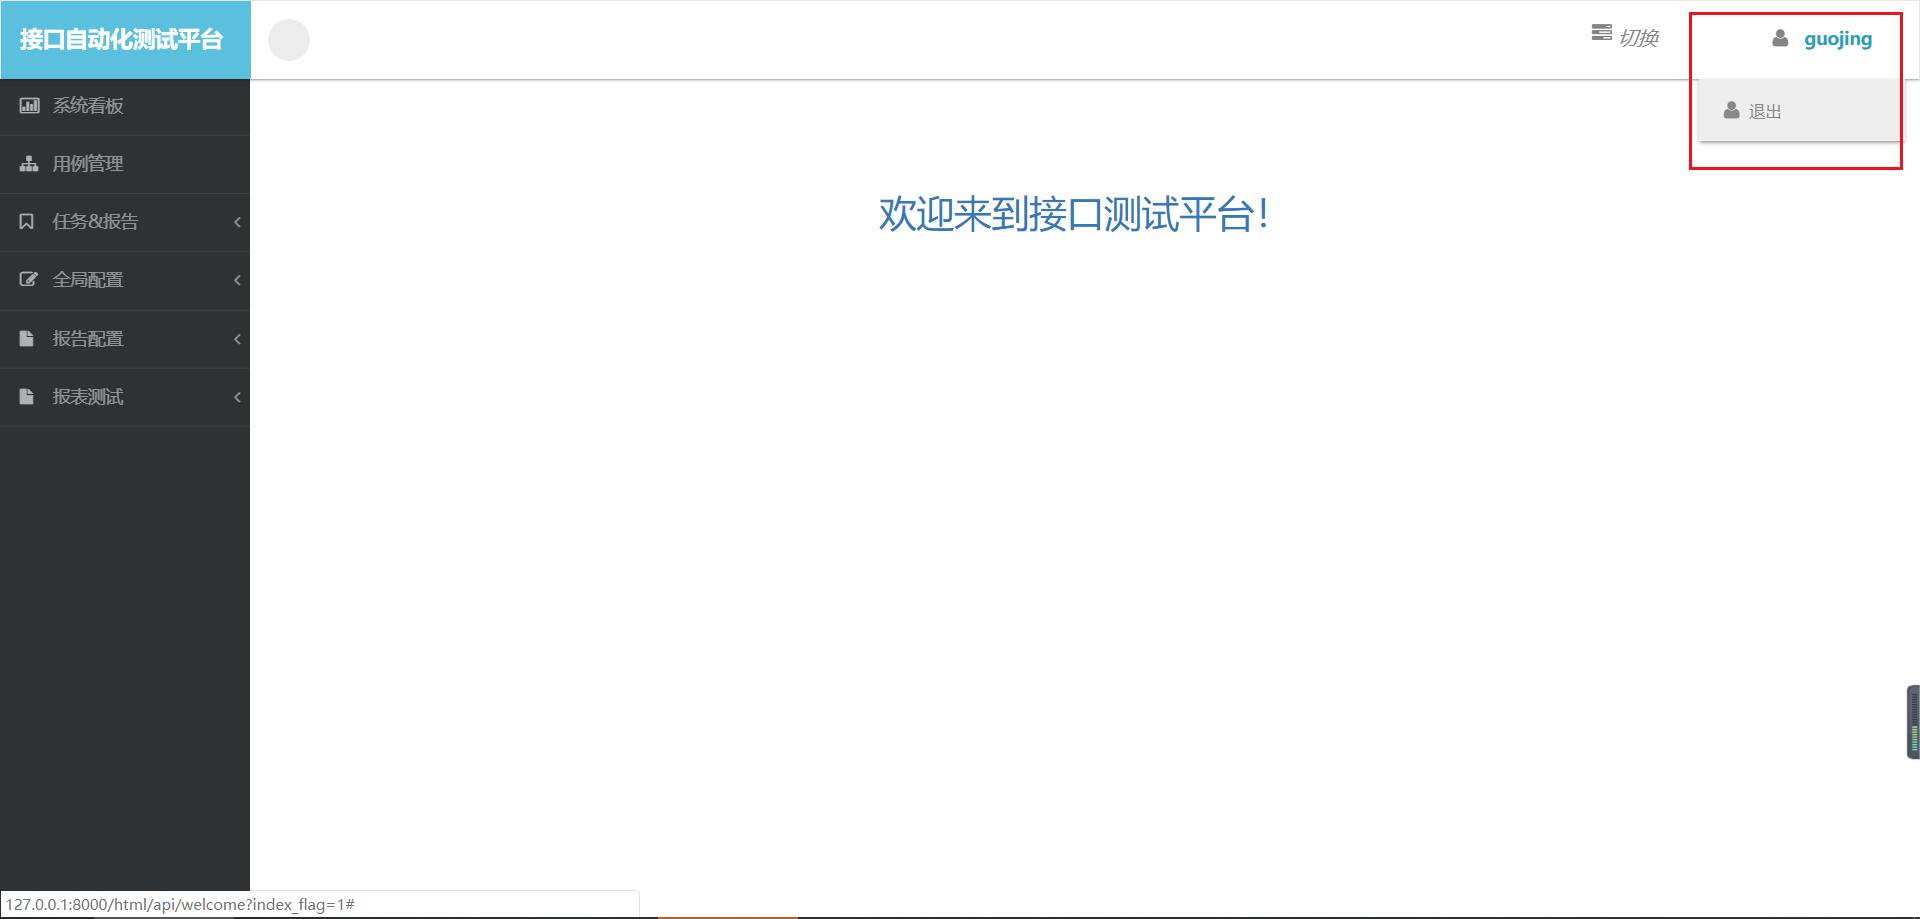 接口自动化测试平台
切换
guojing
退出
系统看板
用例管理
任务&报告
全局配置
报告配置
报表测试
欢迎来到接口测试平台！
127.0.0.1:8000/html/api/welcome?index_flag=1#